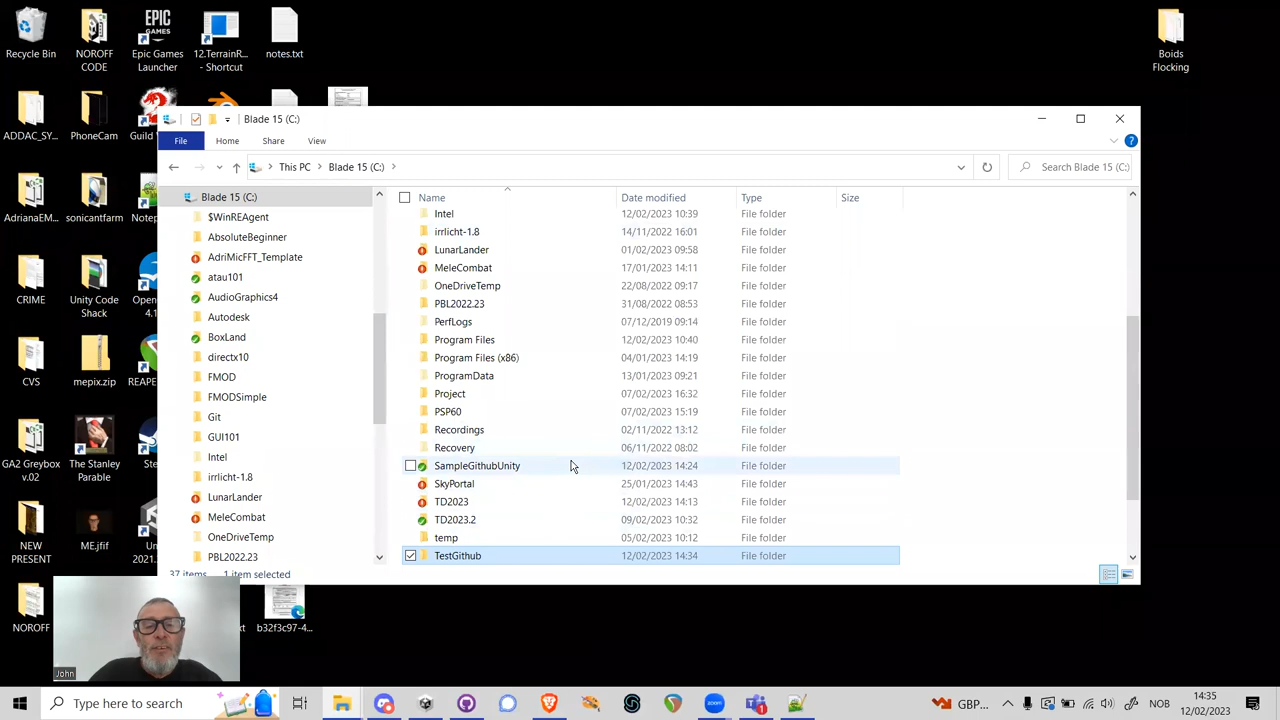 Recycle Bin
NOROFF CODE
Epic Games Launcher
12.TerrainR... - Shortcut
notes.txt
Boids Flocking
ADDAC_SY...
PhoneCam
Guild W
AdrianaEM...
sonicantfarm
Notep
CRIME
Unity Code Shack
Open
4.1
CVS
mepix.zip
REAPE
GA2 Greybox v.02
The Stanley Parable
Ste
NEW PRESENT
ME.jfif
Un
2021
NOROFF
xt
b32f3c97-4...
Blade 15 (C:)
File
Home
Share
View
This PC
Blade 15 (C:)
Search Blade 15 (C:)
Blade 15 (C:)
$WinREAgent
AbsoluteBeginner
AdriMicFFT_Template
atau101
AudioGraphics4
Autodesk
BoxLand
directx10
FMOD
FMODSimple
Git
GUI101
Intel
irrlicht-1.8
LunarLander
MeleCombat
OneDriveTemp
PBL2022.23
Name Date modified Type Size
Intel 12/02/2023 10:39 File folder
irrlicht-1.8 14/11/2022 16:01 File folder
LunarLander 01/02/2023 09:58 File folder
MeleCombat 17/01/2023 14:11 File folder
OneDriveTemp 22/08/2022 09:17 File folder
PBL2022.23 31/08/2022 08:53 File folder
PerfLogs 07/12/2019 09:14 File folder
Program Files 12/02/2023 10:40 File folder
Program Files (x86) 04/01/2023 14:19 File folder
ProgramData 13/01/2023 09:21 File folder
Project 07/02/2023 16:32 File folder
PSP60 07/02/2023 15:19 File folder
Recordings 02/11/2022 13:12 File folder
Recovery 06/11/2022 08:02 File folder
SampleGithubUnity 12/02/2023 14:24 File folder
SkyPortal 25/01/2023 14:43 File folder
TD2023 12/02/2023 14:13 File folder
TD2023.2 09/02/2023 10:32 File folder
temp 05/02/2023 10:12 File folder
TestGithub 12/02/2023 14:34 File folder
37 items 1 item selected
John
Type here to search
GBP...
NOB
14:35
12/02/2023